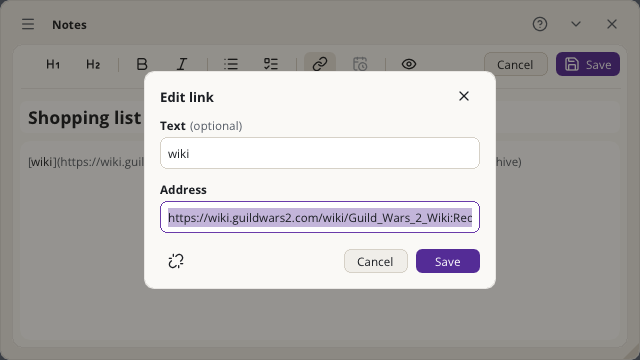 Notes
H1 H2 B I Cancel Save
Shopping list
[wiki](https://wiki.guil hive)
Edit link
Text (optional)
wiki
Address
https://wiki.guildwars2.com/wiki/Guild_Wars_2_Wiki:Rec
Cancel Save